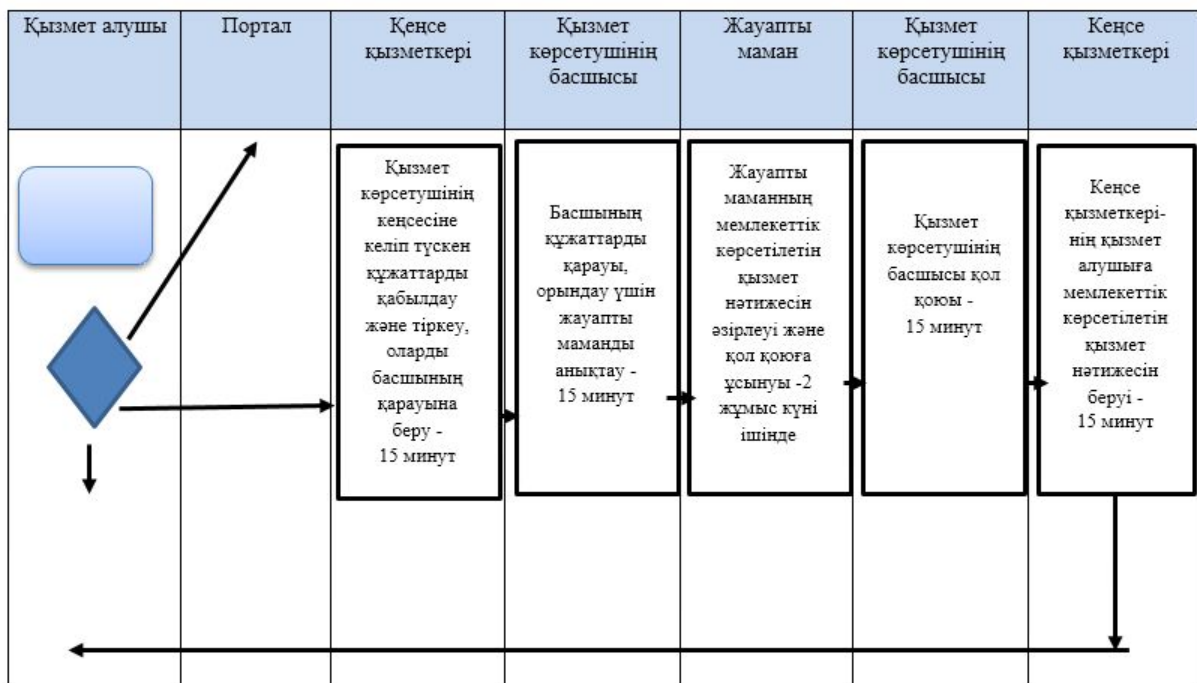 Қызмет алушы
Портал
Қеңсе
қызметкері
Қызмет
көрсетушінің
басшысы
Жауапты
маман
Қызмет
көрсетушінің
басшысы
Кеңсе
қызметкері
Қызмет
көрсетушінің
кеңсесіне
келіп түскен
құжаттарды
қабылдау
және тіркеу,
оларды
басшының
қарауына
беру -
15 минут
Басшының
құжаттарды
қарауы,
орындау үшін
жауапты
маманды
анықтау -
15 минут
Жауапты
маманның
мемлекеттік
көрсетілетін
қызмет
нәтижесін
әзірлеуі және
қол қоюға
ұсынуы -2
жұмыс күні
ішінде
Қызмет
көрсетушінің
басшысы қол
қоюы -
15 минут
Кеңсе
қызметкері-
нің қызмет
алушыға
мемлекеттік
көрсетілетін
қызмет
нәтижесін
беруі -
15 минут